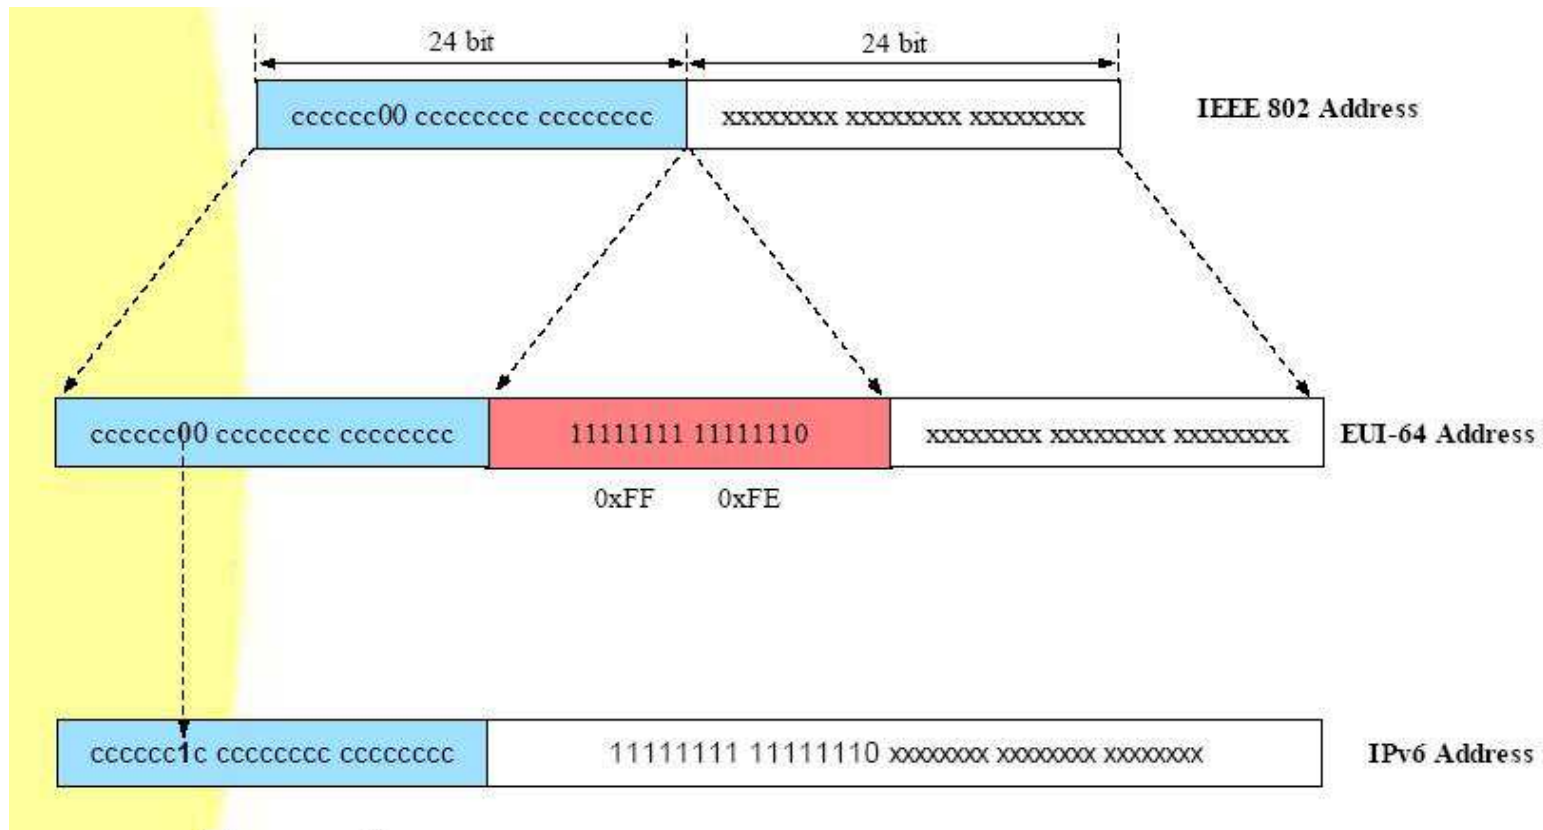 24 bit 24 bit
cccccc00 cccccccc cccccccc xxxxxxxx xxxxxxxx xxxxxxxx IEEE 802 Address
cccccc00 cccccccc cccccccc 11111111 11111110 xxxxxxxx xxxxxxxx xxxxxxxx EUI-64 Address
0xFF 0xFE
cccccc1c cccccccc cccccccc 11111111 11111110 xxxxxxxx xxxxxxxx xxxxxxxx IPv6 Address